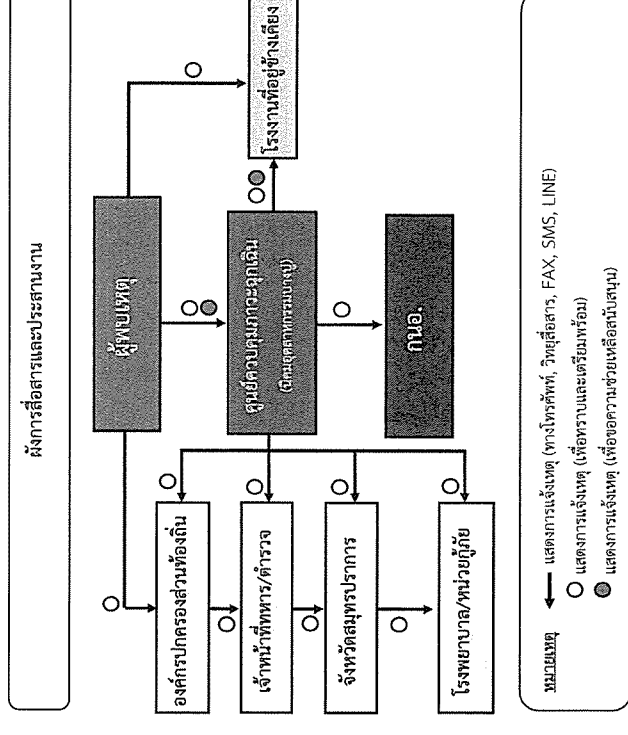 ผังการสื่อสารและประสานงาน
ผู้พบเหตุ
โรงงานที่อยู่ข้างเคียง
ศูนย์ควบคุมภาวะฉุกเฉิน
(นิคมอุตสาหกรรมบางปู)
กนอ.
องค์กรปกครองส่วนท้องถิ่น
เจ้าหน้าที่ทหาร/ตำรวจ
จังหวัดสมุทรปราการ
โรงพยาบาล/หน่วยกู้ภัย
หมายเหตุ แสดงการแจ้งเหตุ (ทางโทรศัพท์, วิทยุสื่อสาร, FAX, SMS, LINE)
แสดงการแจ้งเหตุ (เพื่อทราบและเตรียมพร้อม)
แสดงการแจ้งเหตุ (เพื่อขอความช่วยเหลือสนับสนุน)